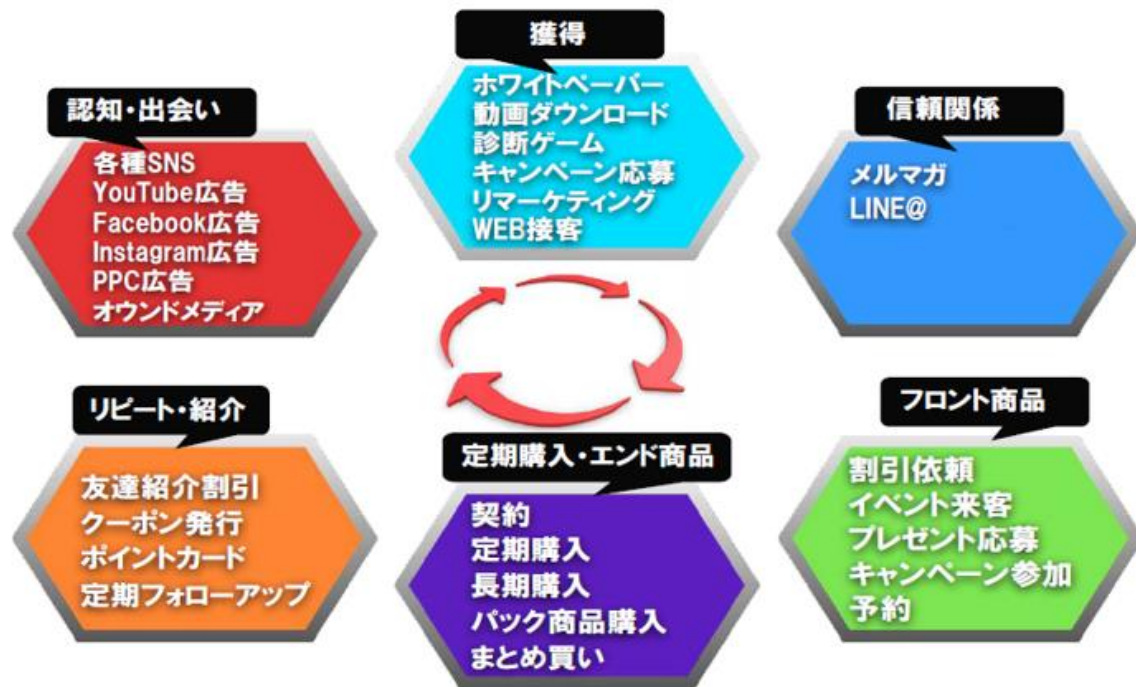 認知・出会い
各種SNS
YouTube広告
Facebook広告
Instagram広告
PPC広告
オウンドメディア
獲得
ホワイトペーパー
動画ダウンロード
診断ゲーム
キャンペーン応募
リマーケティング
WEB接客
信頼関係
メルマガ
LINE@
フロント商品
割引依頼
イベント来客
プレゼント応募
キャンペーン参加
予約
定期購入・エンド商品
契約
定期購入
長期購入
パック商品購入
まとめ買い
リピート・紹介
友達紹介割引
クーポン発行
ポイントカード
定期フォローアップ